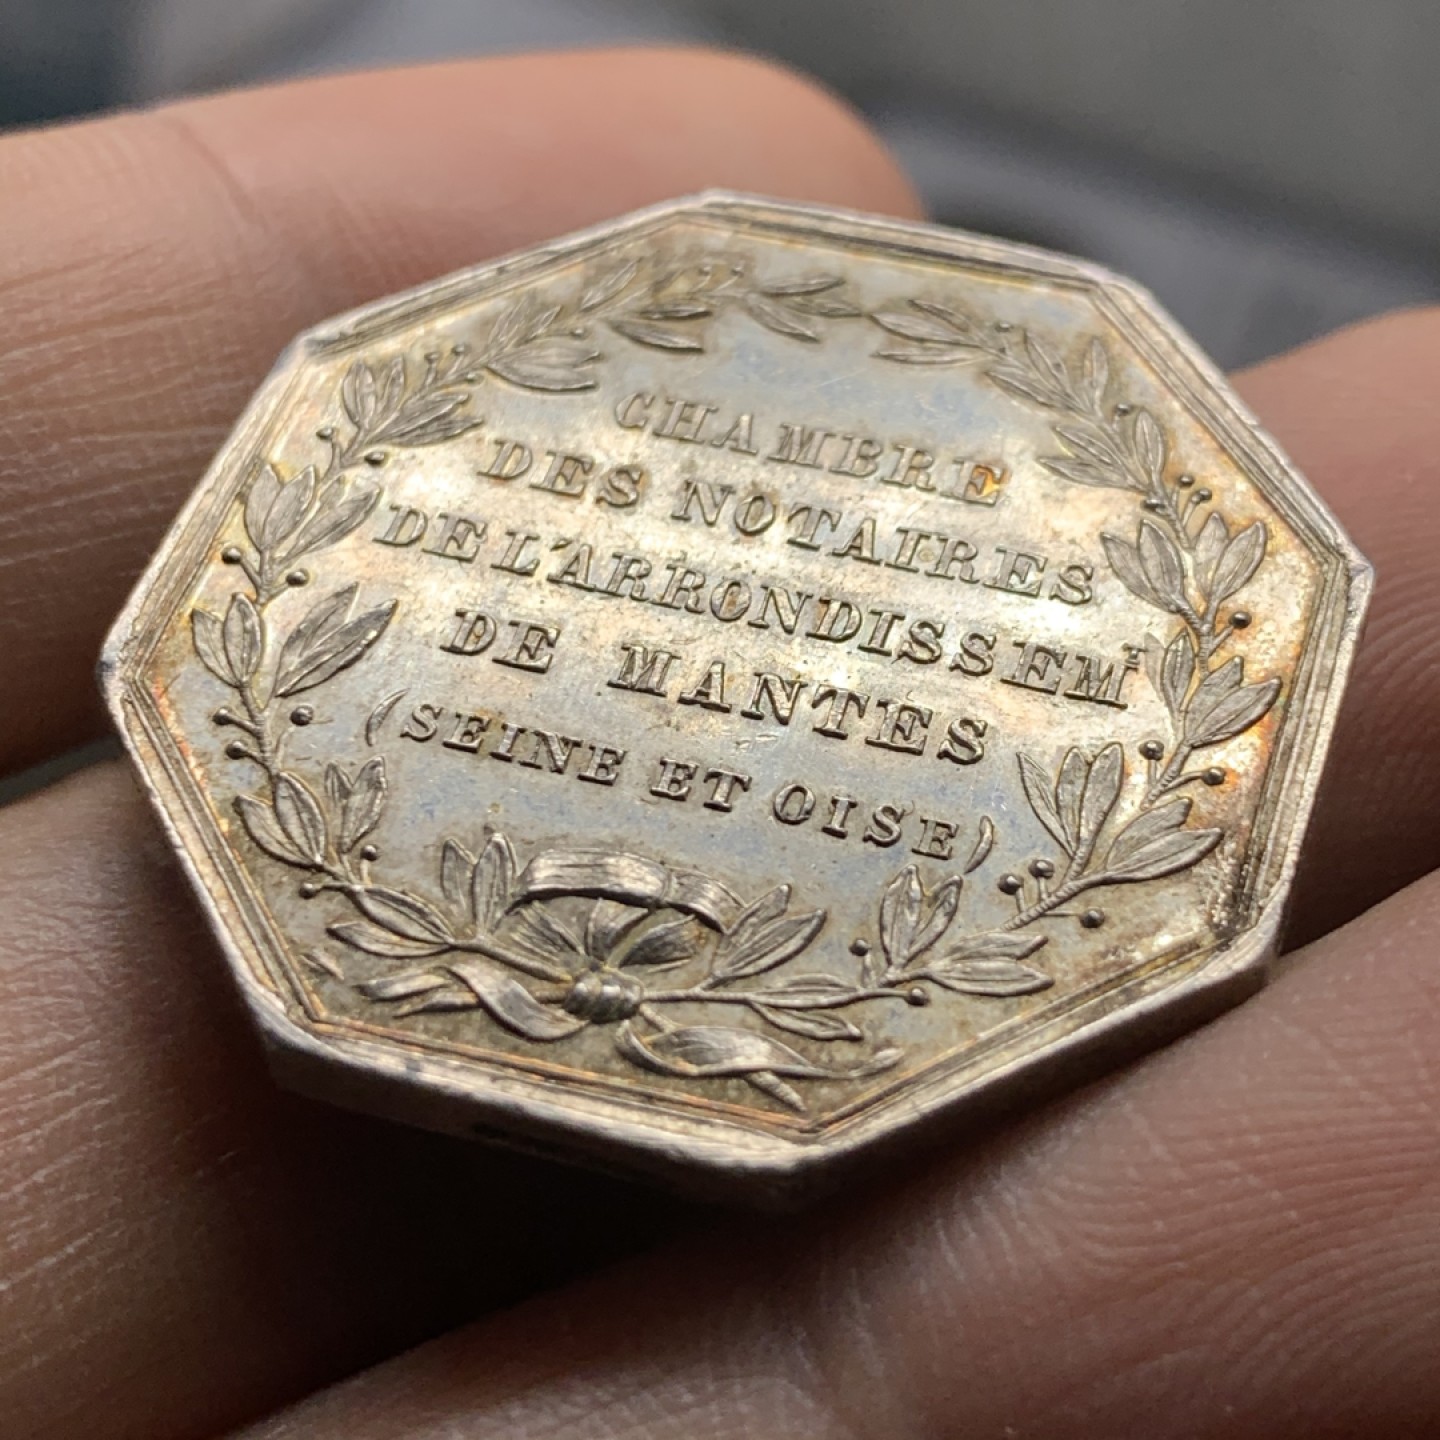 CHAMBRE
DES NOTAIRES
DE L'ARRONDISSEMT
DE MANTES
(SEINE ET OISE)